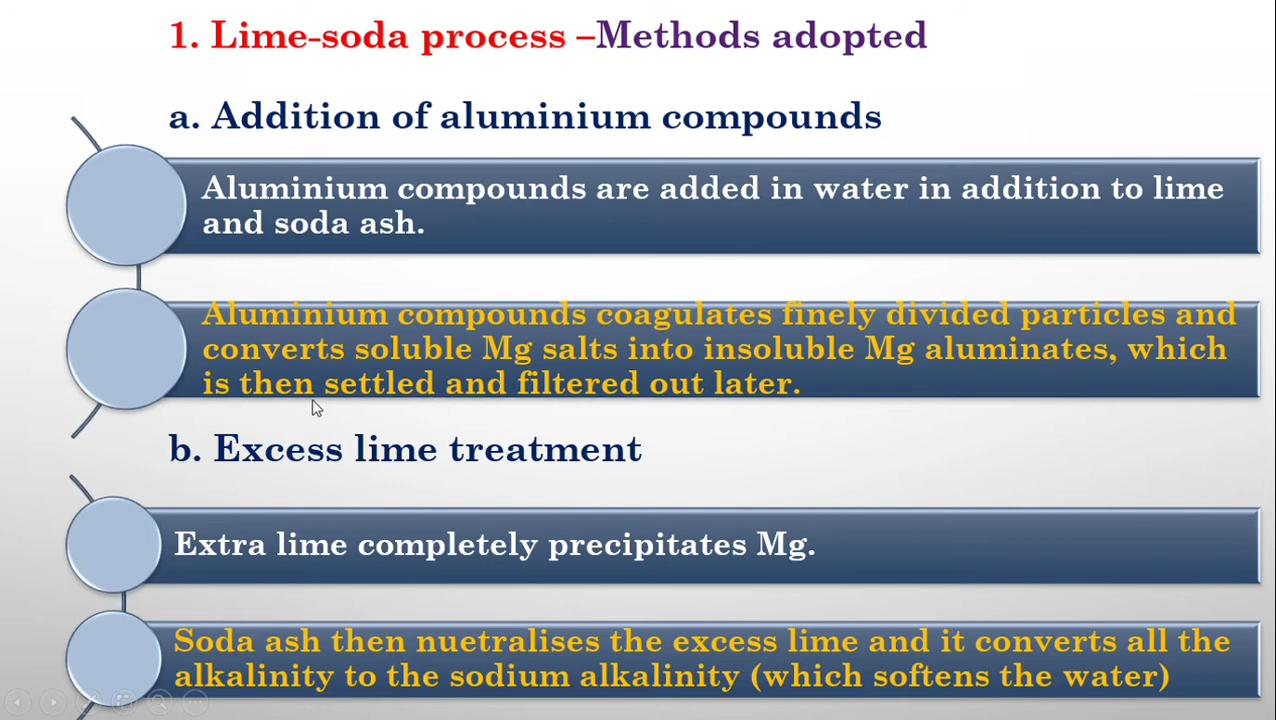 1. Lime-soda process –Methods adopted
a. Addition of aluminium compounds
Aluminium compounds are added in water in addition to lime
and soda ash.
Aluminium compounds coagulates finely divided particles and
converts soluble Mg salts into insoluble Mg aluminates, which
is then settled and filtered out later.
b. Excess lime treatment
Extra lime completely precipitates Mg.
Soda ash then nuetralises the excess lime and it converts all the
alkalinity to the sodium alkalinity (which softens the water)